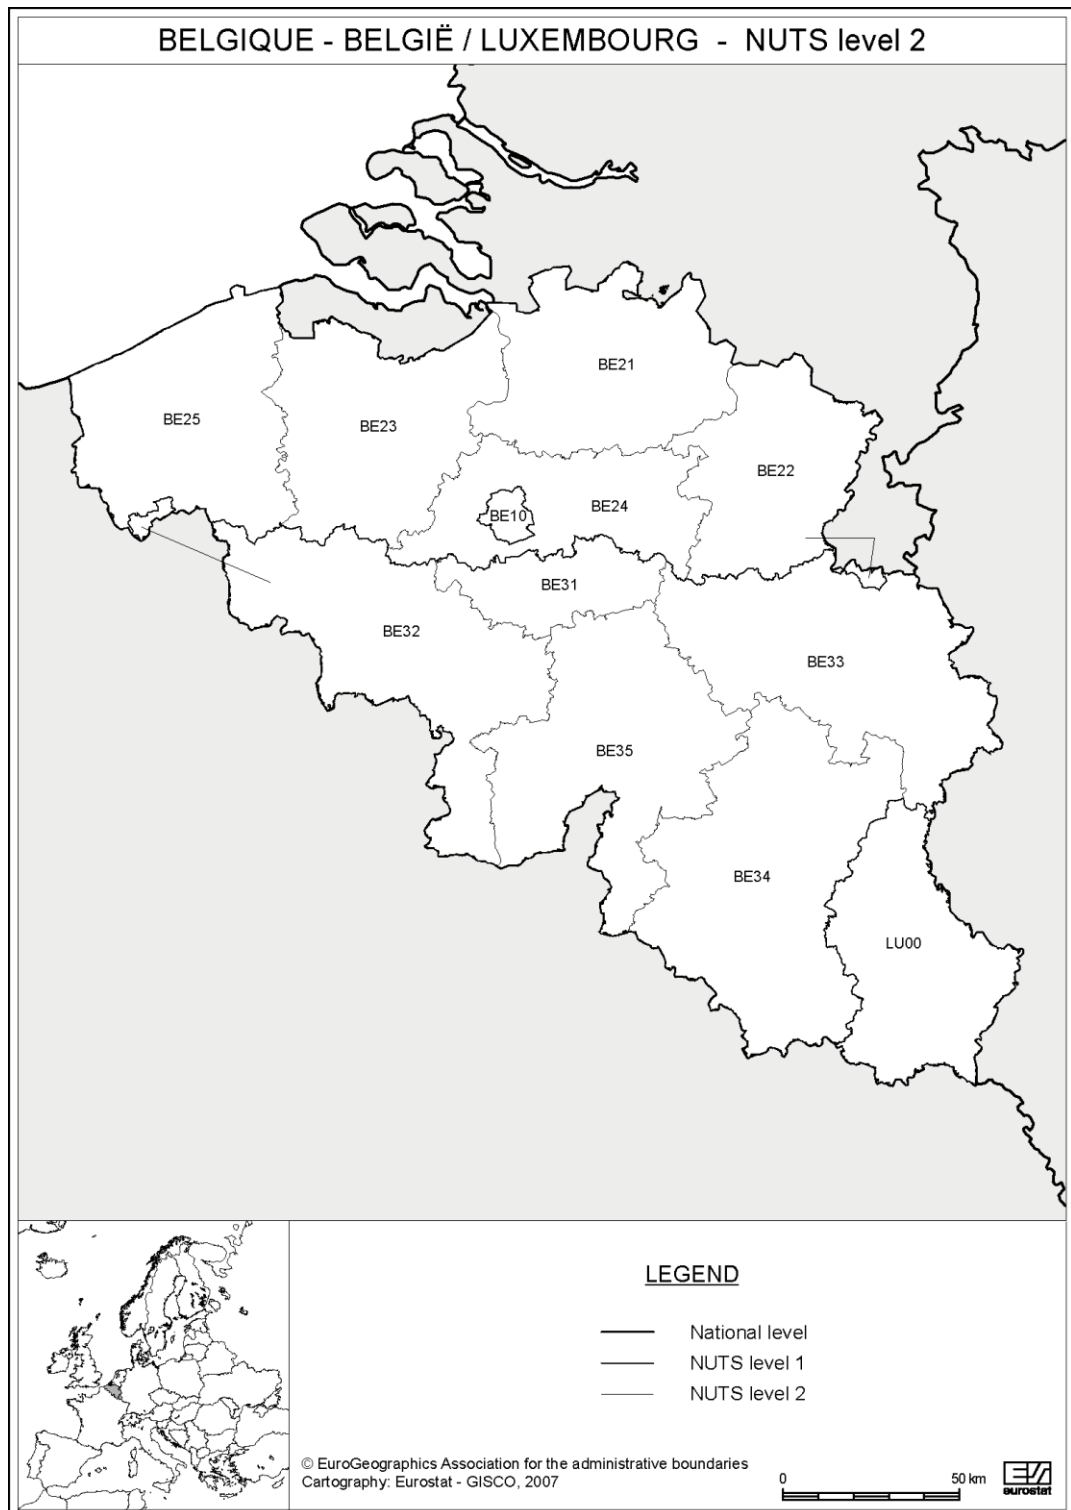 BELGIQUE - BELGIË / LUXEMBOURG - NUTS level 2
BE21
BE25
BE23
BE22
BE24
BE10
BE31
BE32
BE33
BE35
BE34
LU00
LEGEND
National level
NUTS level 1
NUTS level 2
© EuroGeographics Association for the administrative boundaries
Cartography: Eurostat - GISCO, 2007
0 50 km
eurostat